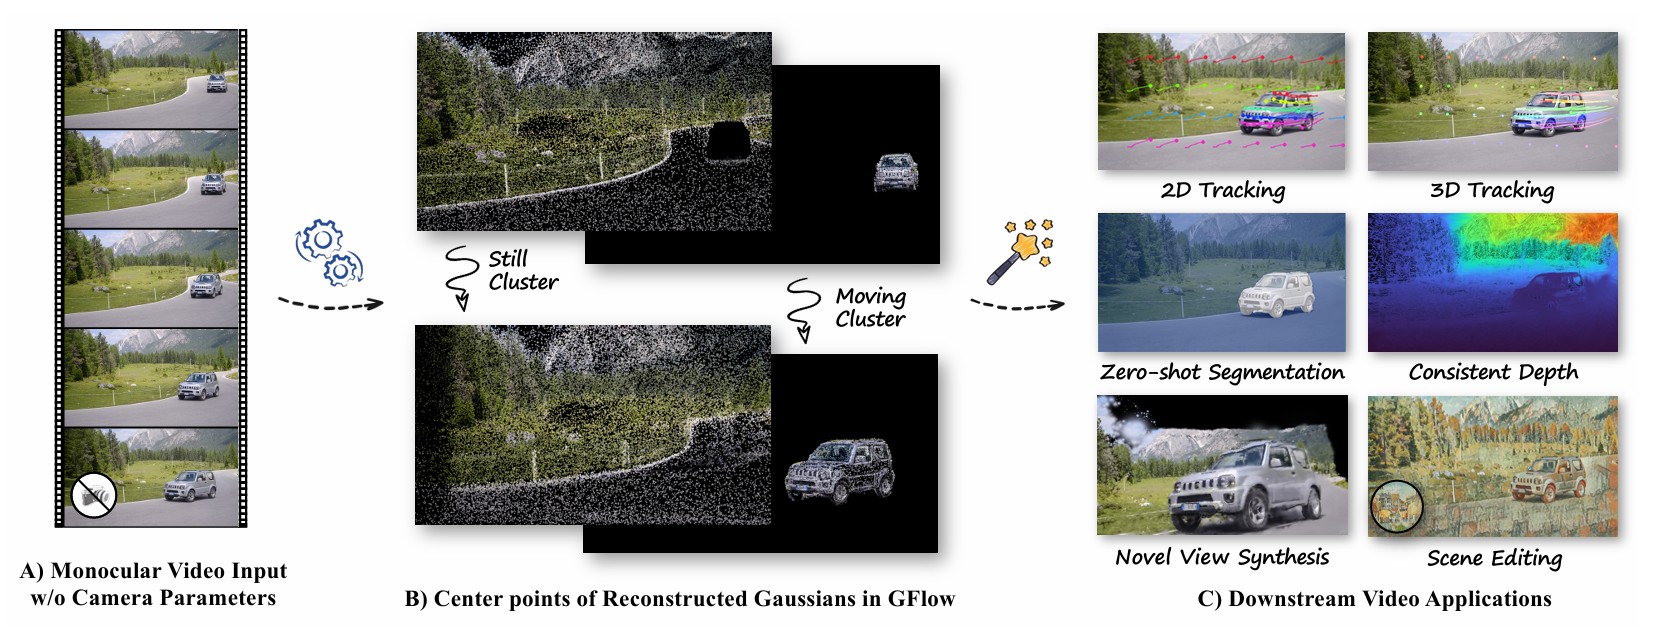 Still
Cluster
Moving
Cluster
2D Tracking
3D Tracking
Zero-shot Segmentation
Consistent Depth
Novel View Synthesis
Scene Editing
A) Monocular Video Input
w/o Camera Parameters
B) Center points of Reconstructed Gaussians in GFlow
C) Downstream Video Applications